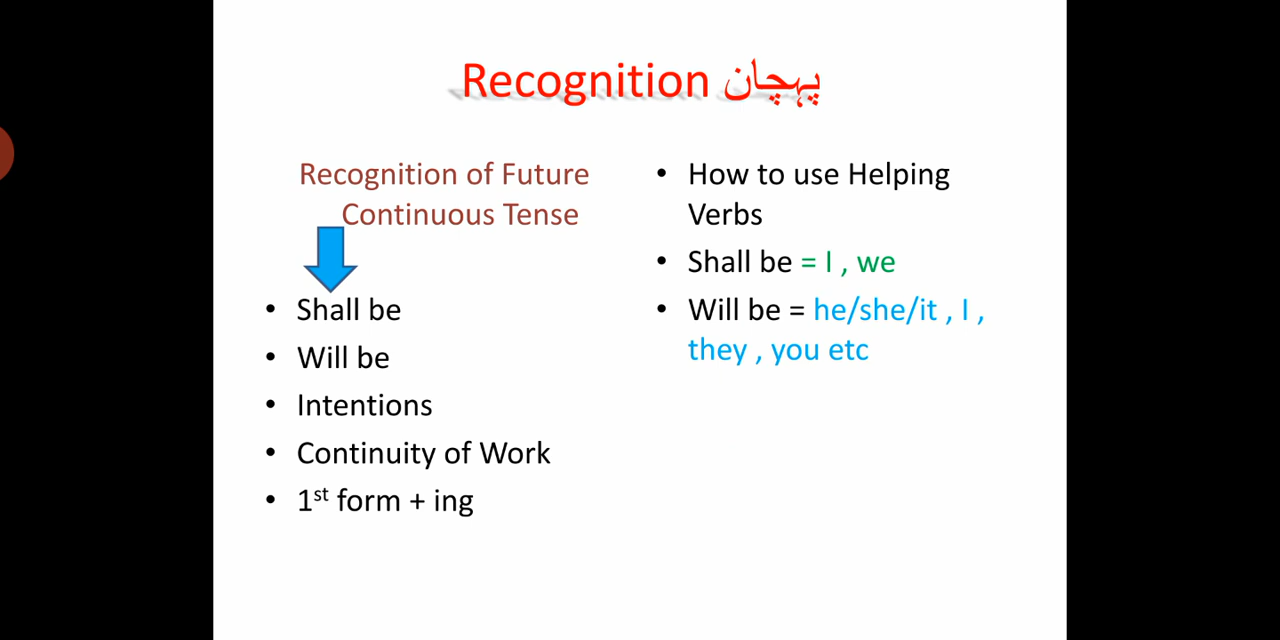 Recognition پہچان
Recognition of Future
Continuous Tense
• Shall be
• Will be
• Intentions
• Continuity of Work
• 1st form + ing
• How to use Helping
Verbs
• Shall be = I , we
• Will be = he/she/it , I ,
they , you etc